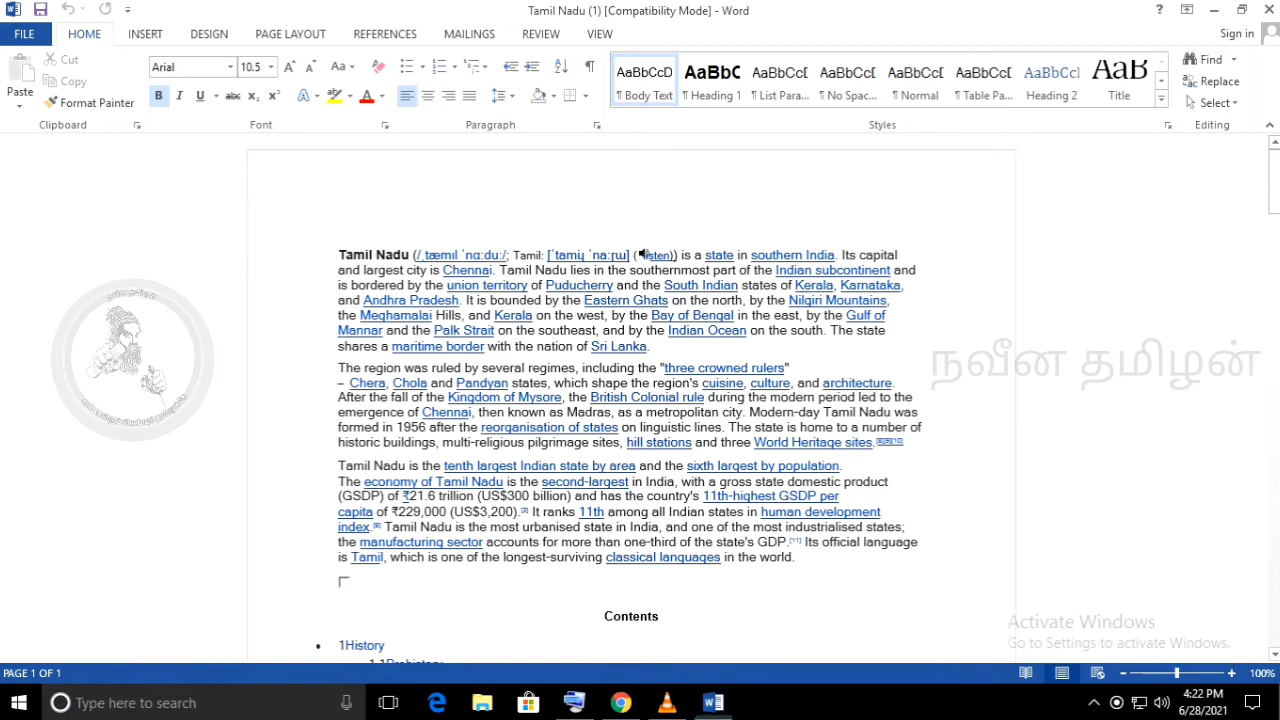 Tamil Nadu (1) [Compatibility Mode] - Word
FILE HOME INSERT DESIGN PAGE LAYOUT REFERENCES MAILINGS REVIEW VIEW Sign in
Paste
Cut
Copy
Format Painter
Clipboard
Arial 10.5
Font
Paragraph
AaBbCcD AaBbC AaBbCcI AaBbCcI AaBbCcI AaBbCcI AaBbCcI AaB
¶ Body Text ¶ Heading 1 ¶ List Para... ¶ No Spac... ¶ Normal ¶ Table Pa... Heading 2 Title
Styles
Find
Replace
Select
Editing
Tamil Nadu (/ˌtæmɪl ˈnɑːduː/; Tamil: [ˈtamiɻ ˈnaːɽɯ] (listen)) is a state in southern India. Its capital
and largest city is Chennai. Tamil Nadu lies in the southernmost part of the Indian subcontinent and
is bordered by the union territory of Puducherry and the South Indian states of Kerala, Karnataka,
and Andhra Pradesh. It is bounded by the Eastern Ghats on the north, by the Nilgiri Mountains,
the Meghamalai Hills, and Kerala on the west, by the Bay of Bengal in the east, by the Gulf of
Mannar and the Palk Strait on the southeast, and by the Indian Ocean on the south. The state
shares a maritime border with the nation of Sri Lanka.
The region was ruled by several regimes, including the "three crowned rulers"
– Chera, Chola and Pandyan states, which shape the region's cuisine, culture, and architecture.
After the fall of the Kingdom of Mysore, the British Colonial rule during the modern period led to the
emergence of Chennai, then known as Madras, as a metropolitan city. Modern-day Tamil Nadu was
formed in 1956 after the reorganisation of states on linguistic lines. The state is home to a number of
historic buildings, multi-religious pilgrimage sites, hill stations and three World Heritage sites.[8][9][10]
Tamil Nadu is the tenth largest Indian state by area and the sixth largest by population.
The economy of Tamil Nadu is the second-largest in India, with a gross state domestic product
(GSDP) of ₹21.6 trillion (US$300 billion) and has the country's 11th-highest GSDP per
capita of ₹229,000 (US$3,200).[3] It ranks 11th among all Indian states in human development
index.[6] Tamil Nadu is the most urbanised state in India, and one of the most industrialised states;
the manufacturing sector accounts for more than one-third of the state's GDP.[11] Its official language
is Tamil, which is one of the longest-surviving classical languages in the world.
Contents
• 1History
1.1Prehistory
நவீன தமிழன்
Activate Windows
Go to Settings to activate Windows.
PAGE 1 OF 1 100%
Type here to search
4:22 PM
6/28/2021